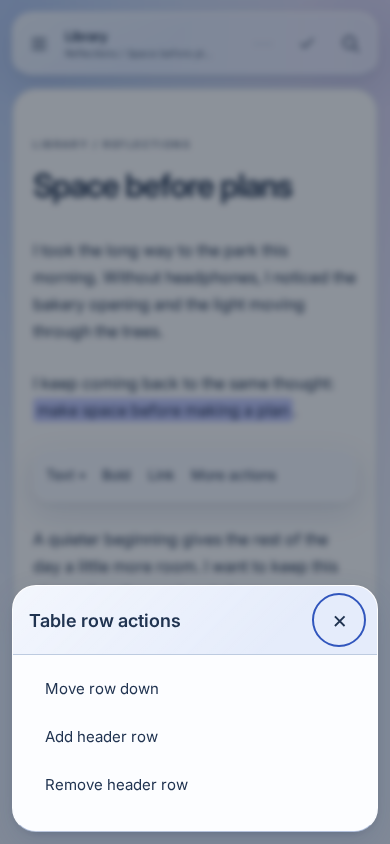 Library
LIBRARY / REFLECTIONS
Space before plans
I took the long way to the park this
morning. Without headphones, I noticed the
bakery opening and the light moving
through the trees.
I keep coming back to the same thought:
make space before making a plan.
Text Bold Link More actions
A quieter beginning gives the rest of the
day a little more room. I want to keep this
Table row actions
Move row down
Add header row
Remove header row